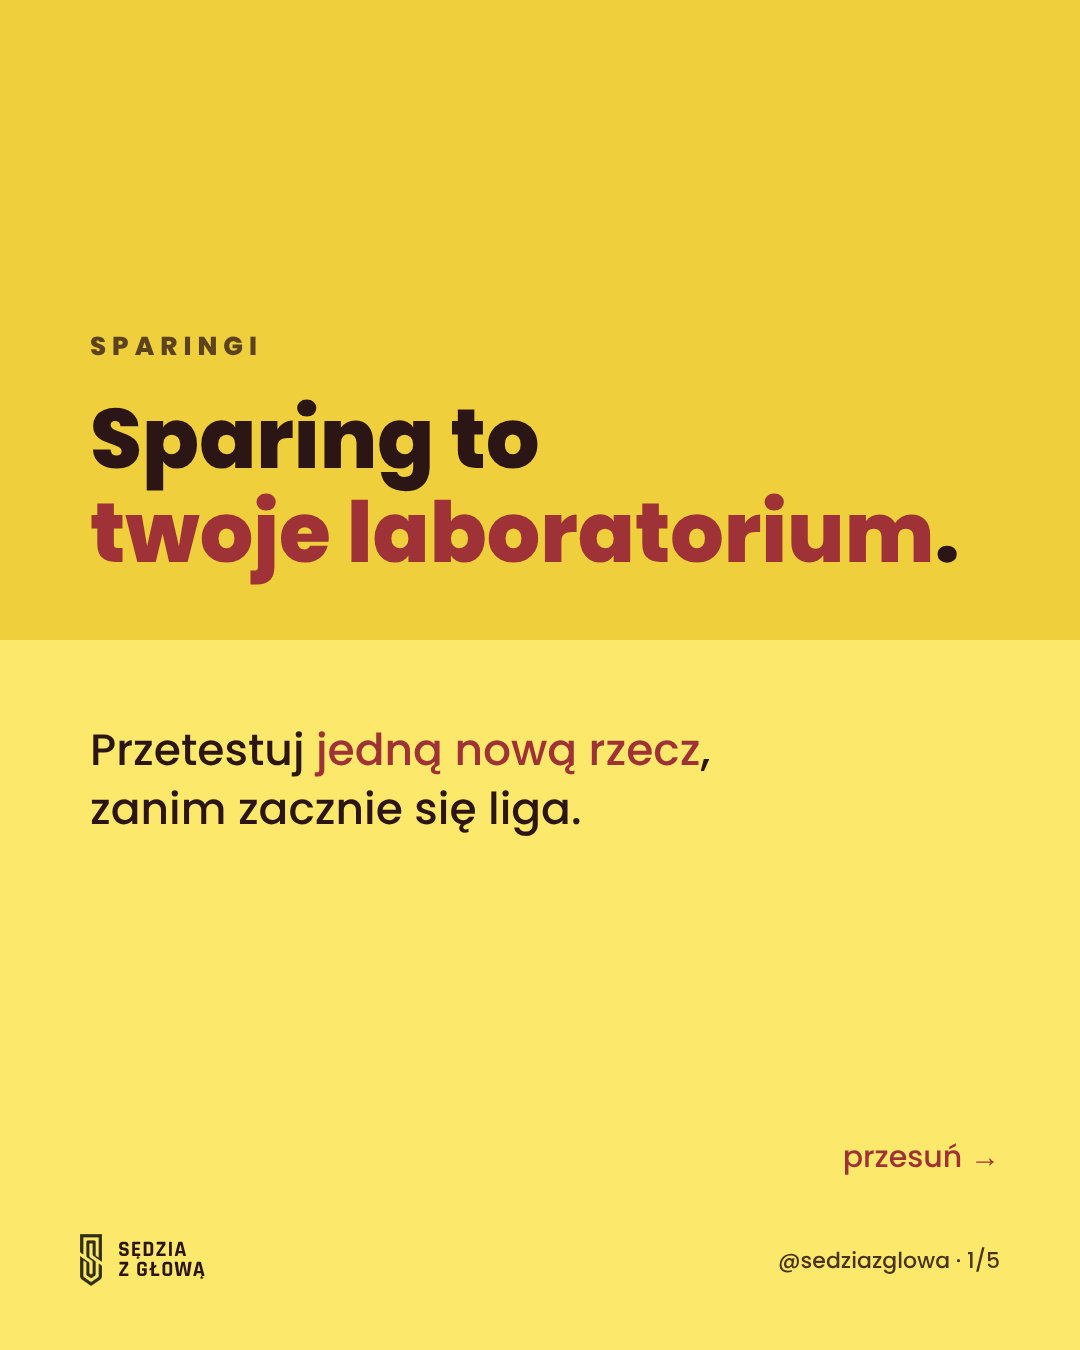 SPARINGI
Sparing to
twoje laboratorium.
Przetestuj jedną nową rzecz,
zanim zacznie się liga.
przesuń →
SĘDZIA
Z GŁOWĄ
@sedziazglowa · 1/5